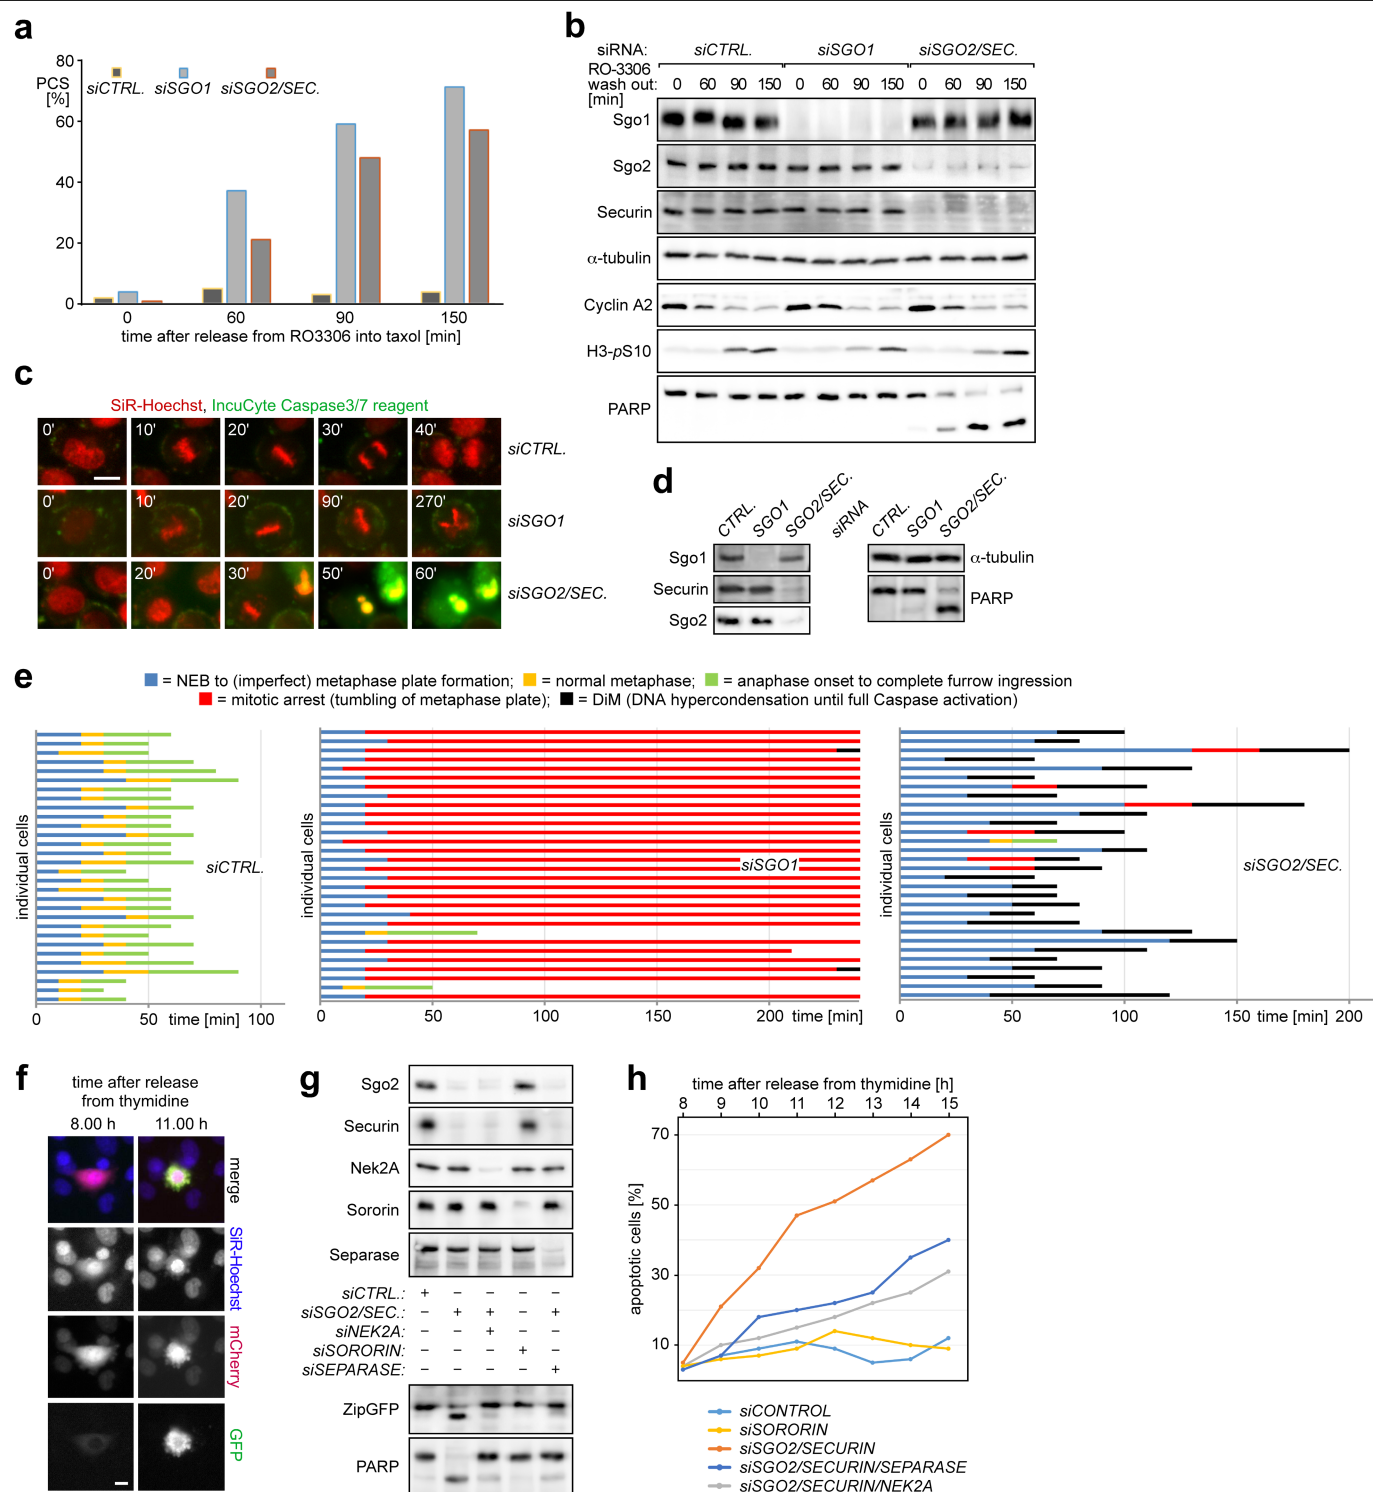 a
80
PCS
[%]
siCTRL. siSGO1 siSGO2/SEC.
60
40
20
0
0 60 90 150
time after release from RO3306 into taxol [min]
b
siRNA: siCTRL. siSGO1 siSGO2/SEC.
RO-3306
wash out: 0 60 90 150 0 60 90 150 0 60 90 150
[min]
Sgo1
Sgo2
Securin
α-tubulin
Cyclin A2
H3-pS10
PARP
c
SiR-Hoechst, IncuCyte Caspase3/7 reagent
0' 10' 20' 30' 40' siCTRL.
0' 10' 20' 90' 270' siSGO1
0' 20' 30' 50' 60' siSGO2/SEC.
d
CTRL. SGO1 SGO2/SEC. siRNA CTRL. SGO1 SGO2/SEC.
Sgo1 α-tubulin
Securin PARP
Sgo2
e
= NEB to (imperfect) metaphase plate formation; = normal metaphase; = anaphase onset to complete furrow ingression
= mitotic arrest (tumbling of metaphase plate); = DiM (DNA hypercondensation until full Caspase activation)
individual cells
siCTRL.
0 50 time [min] 100
individual cells
siSGO1
0 50 100 150 200 time [min]
individual cells
siSGO2/SEC.
0 50 100 150 time [min] 200
f
time after release
from thymidine
8.00 h 11.00 h
merge
SiR-Hoechst
mCherry
GFP
g
Sgo2
Securin
Nek2A
Sororin
Separase
siCTRL.: + – – – –
siSGO2/SEC.: – + + – +
siNEK2A: – – + – –
siSORORIN: – – – + –
siSEPARASE: – – – – +
ZipGFP
PARP
h
time after release from thymidine [h]
8 9 10 11 12 13 14 15
apoptotic cells [%]
70
50
30
10
siCONTROL
siSORORIN
siSGO2/SECURIN
siSGO2/SECURIN/SEPARASE
siSGO2/SECURIN/NEK2A